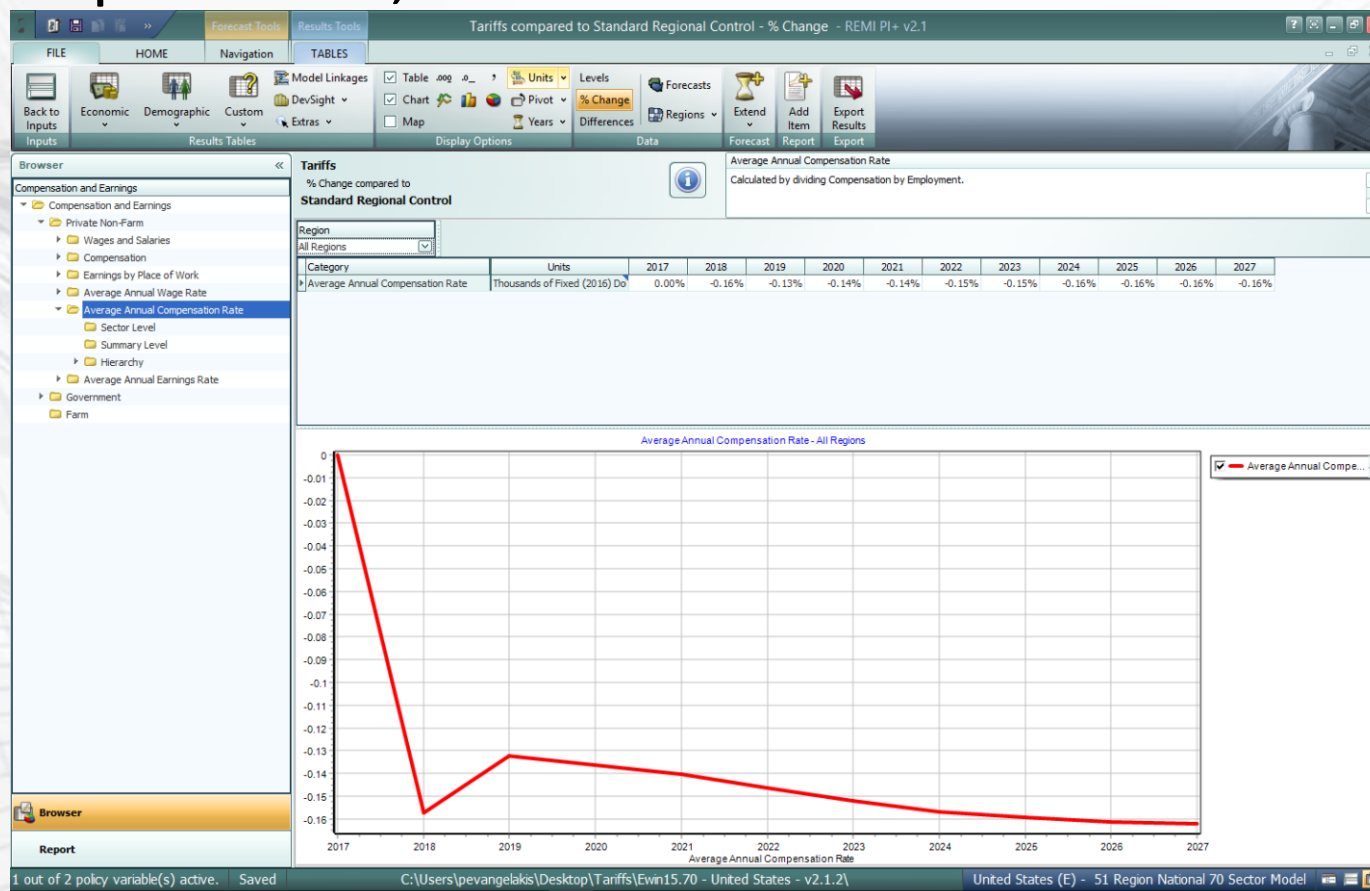 Forecast Tools Results Tools Tariffs compared to Standard Regional Control - % Change - REMI PI+ v2.1
FILE HOME Navigation TABLES
Back to Inputs
Economic
Demographic
Custom
Model Linkages
DevSight
Extras
Table
Chart
Map
Units
Pivot
Years
Levels
% Change
Differences
Forecasts
Regions
Extend
Add Item
Export Results
Inputs Results Tables Display Options Data Forecast Report Export
Browser «
Compensation and Earnings
Compensation and Earnings
Private Non-Farm
Wages and Salaries
Compensation
Earnings by Place of Work
Average Annual Wage Rate
Average Annual Compensation Rate
Sector Level
Summary Level
Hierarchy
Average Annual Earnings Rate
Government
Farm
Browser
Report
Tariffs
% Change compared to
Standard Regional Control
Average Annual Compensation Rate
Calculated by dividing Compensation by Employment.
Region
All Regions
Category Units 2017 2018 2019 2020 2021 2022 2023 2024 2025 2026 2027
Average Annual Compensation Rate Thousands of Fixed (2016) Do 0.00% -0.16% -0.13% -0.14% -0.14% -0.15% -0.15% -0.16% -0.16% -0.16% -0.16%
Average Annual Compensation Rate - All Regions
0
-0.01
-0.02
-0.03
-0.04
-0.05
-0.06
-0.07
-0.08
-0.09
-0.1
-0.11
-0.12
-0.13
-0.14
-0.15
-0.16
2017 2018 2019 2020 2021 2022 2023 2024 2025 2026 2027
Average Annual Compensation Rate
Average Annual Compe...
1 out of 2 policy variable(s) active. Saved C:\Users\pevangelakis\Desktop\Tariffs\Ewin15.70 - United States - v2.1.2\ United States (E) - 51 Region National 70 Sector Model